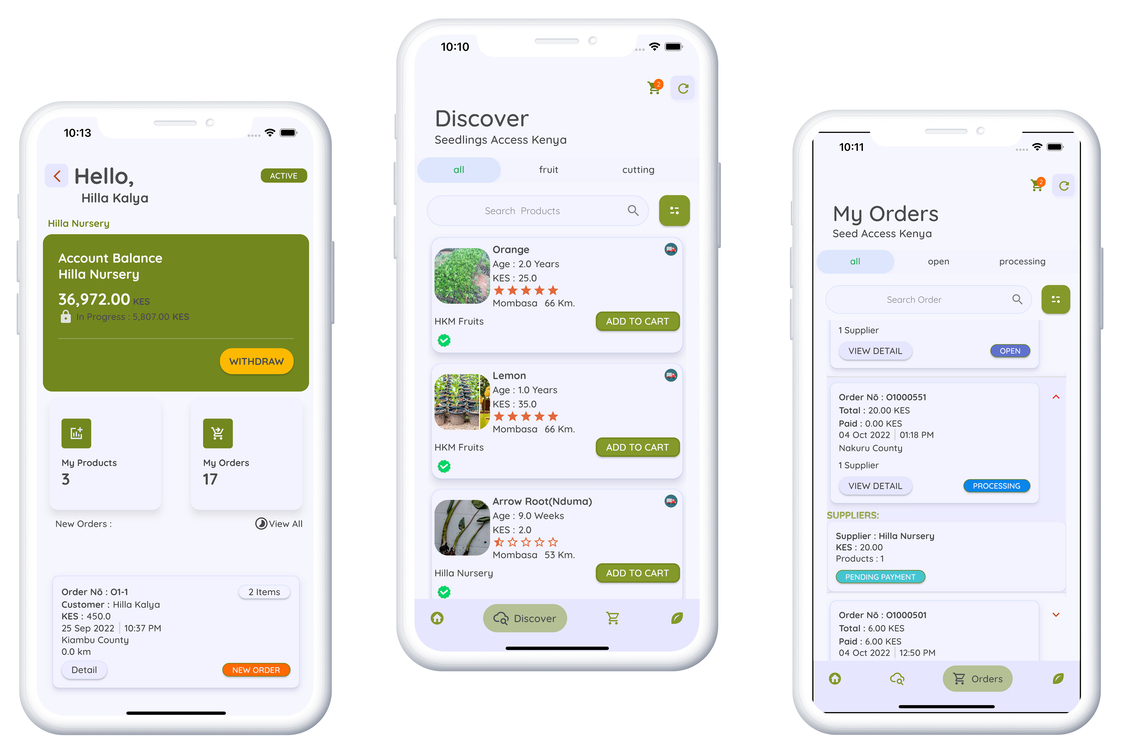 10:13
Hello,
ACTIVE
Hilla Kalya
Hilla Nursery
Account Balance
Hilla Nursery
36,972.00 KES
In Progress : 5,807.00 KES
WITHDRAW
My Products
3
My Orders
17
New Orders :
View All
Order Nō : O1-1
2 Items
Customer : Hilla Kalya
KES : 450.0
25 Sep 2022 | 10:37 PM
Kiambu County
0.0 km
Detail
NEW ORDER
10:10
2
Discover
Seedlings Access Kenya
all
fruit
cutting
Search Products
Orange
Age : 2.0 Years
KES : 25.0
Mombasa 66 Km.
HKM Fruits
ADD TO CART
Lemon
Age : 1.0 Years
KES : 35.0
Mombasa 66 Km.
HKM Fruits
ADD TO CART
Arrow Root(Nduma)
Age : 9.0 Weeks
KES : 2.0
Mombasa 53 Km.
Hilla Nursery
ADD TO CART
Discover
10:11
2
My Orders
Seed Access Kenya
all
open
processing
Search Order
1 Supplier
VIEW DETAIL
OPEN
Order Nō : O1000551
Total : 20.00 KES
Paid : 0.00 KES
04 Oct 2022 | 01:18 PM
Nakuru County
1 Supplier
VIEW DETAIL
PROCESSING
SUPPLIERS:
Supplier : Hilla Nursery
KES : 20.00
Products : 1
PENDING PAYMENT
Order Nō : O1000501
Total : 6.00 KES
Paid : 6.00 KES
04 Oct 2022 | 12:50 PM
Orders